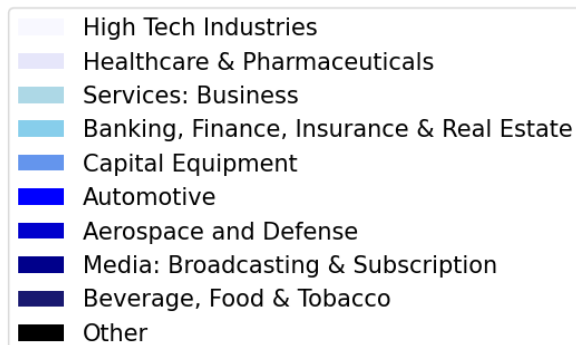 High Tech Industries
Healthcare & Pharmaceuticals
Services: Business
Banking, Finance, Insurance & Real Estate
Capital Equipment
Automotive
Aerospace and Defense
Media: Broadcasting & Subscription
Beverage, Food & Tobacco
Other